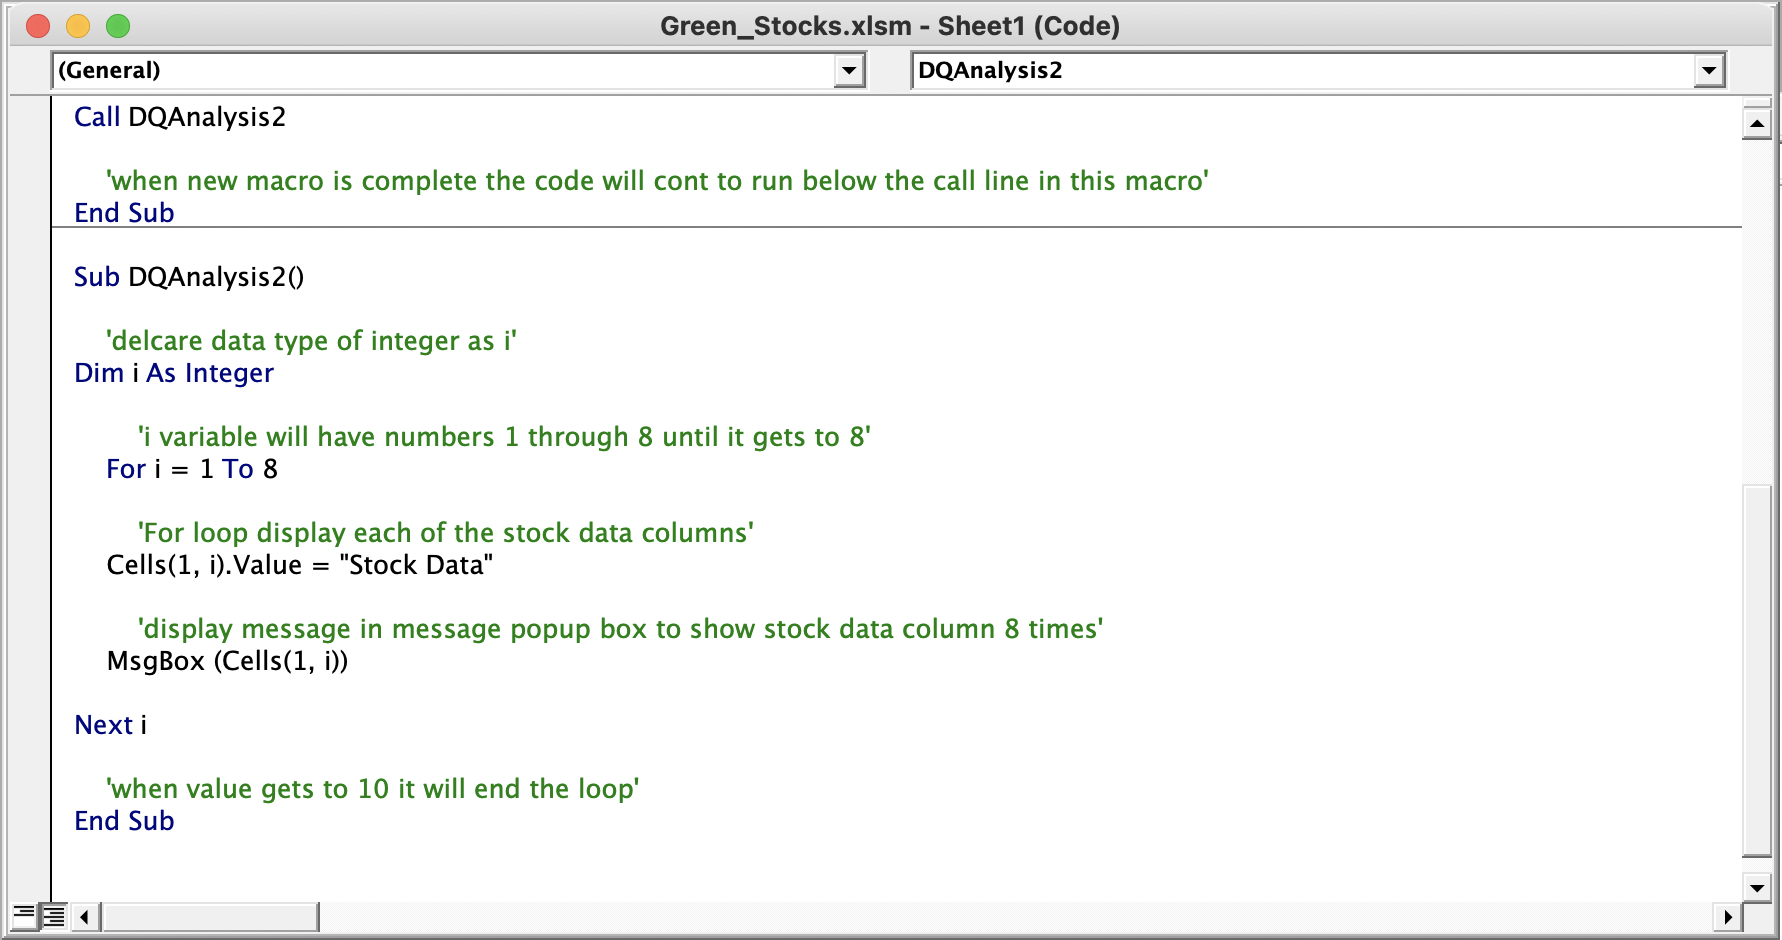 Green_Stocks.xlsm - Sheet1 (Code)
(General)
DQAnalysis2
Call DQAnalysis2
'when new macro is complete the code will cont to run below the call line in this macro'
End Sub
Sub DQAnalysis2()
'delcare data type of integer as i'
Dim i As Integer
'i variable will have numbers 1 through 8 until it gets to 8'
For i = 1 To 8
'For loop display each of the stock data columns'
Cells(1, i).Value = "Stock Data"
'display message in message popup box to show stock data column 8 times'
MsgBox (Cells(1, i))
Next i
'when value gets to 10 it will end the loop'
End Sub